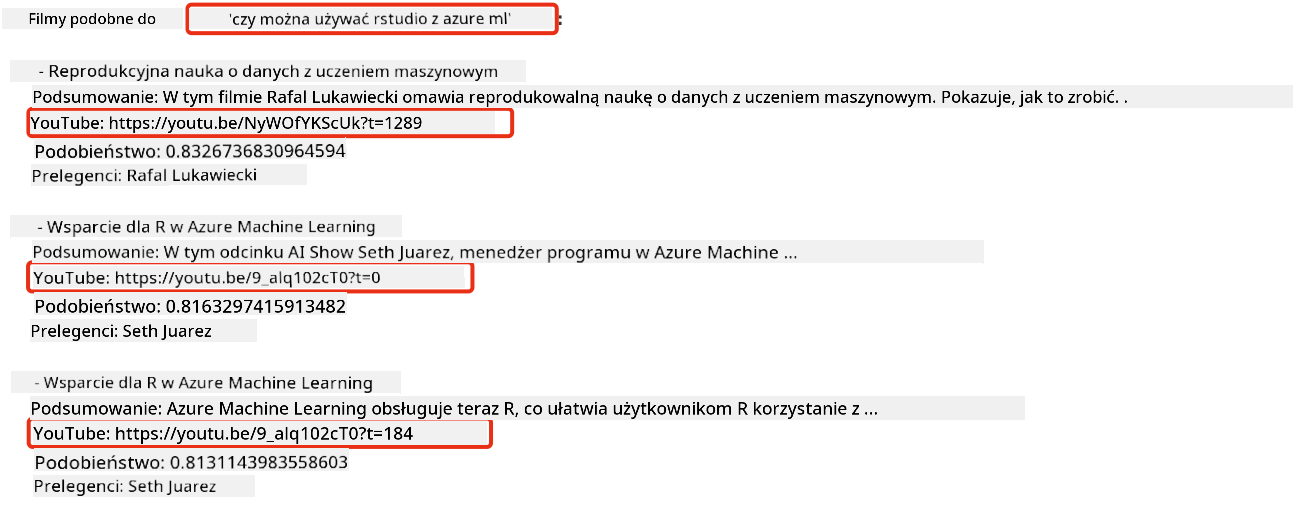 Filmy podobne do 'czy można używać rstudio z azure ml' :
- Reprodukcyjna nauka o danych z uczeniem maszynowym
Podsumowanie: W tym filmie Rafal Lukawiecki omawia reprodukowalną naukę o danych z uczeniem maszynowym. Pokazuje, jak to zrobić. .
YouTube: https://youtu.be/NyWOfYKScUk?t=1289
Podobieństwo: 0.8326736830964594
Prelegenci: Rafal Lukawiecki
- Wsparcie dla R w Azure Machine Learning
Podsumowanie: W tym odcinku AI Show Seth Juarez, menedżer programu w Azure Machine ...
YouTube: https://youtu.be/9_alq102cT0?t=0
Podobieństwo: 0.8163297415913482
Prelegenci: Seth Juarez
- Wsparcie dla R w Azure Machine Learning
Podsumowanie: Azure Machine Learning obsługuje teraz R, co ułatwia użytkownikom R korzystanie z ...
YouTube: https://youtu.be/9_alq102cT0?t=184
Podobieństwo: 0.8131143983558603
Prelegenci: Seth Juarez